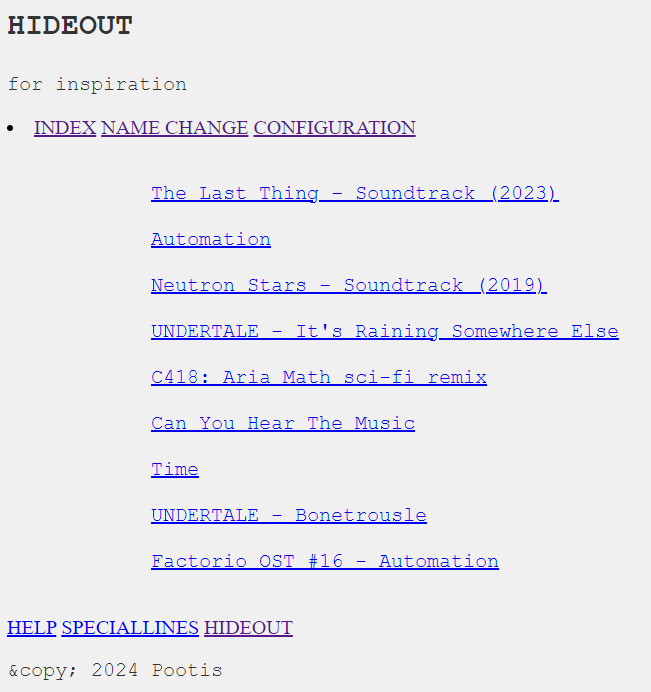 HIDEOUT
for inspiration
INDEX NAME CHANGE CONFIGURATION
The Last Thing - Soundtrack (2023)
Automation
Neutron Stars - Soundtrack (2019)
UNDERTALE - It's Raining Somewhere Else
C418: Aria Math sci-fi remix
Can You Hear The Music
Time
UNDERTALE - Bonetrousle
Factorio OST #16 - Automation
HELP SPECIALLINES HIDEOUT
&copy; 2024 Pootis